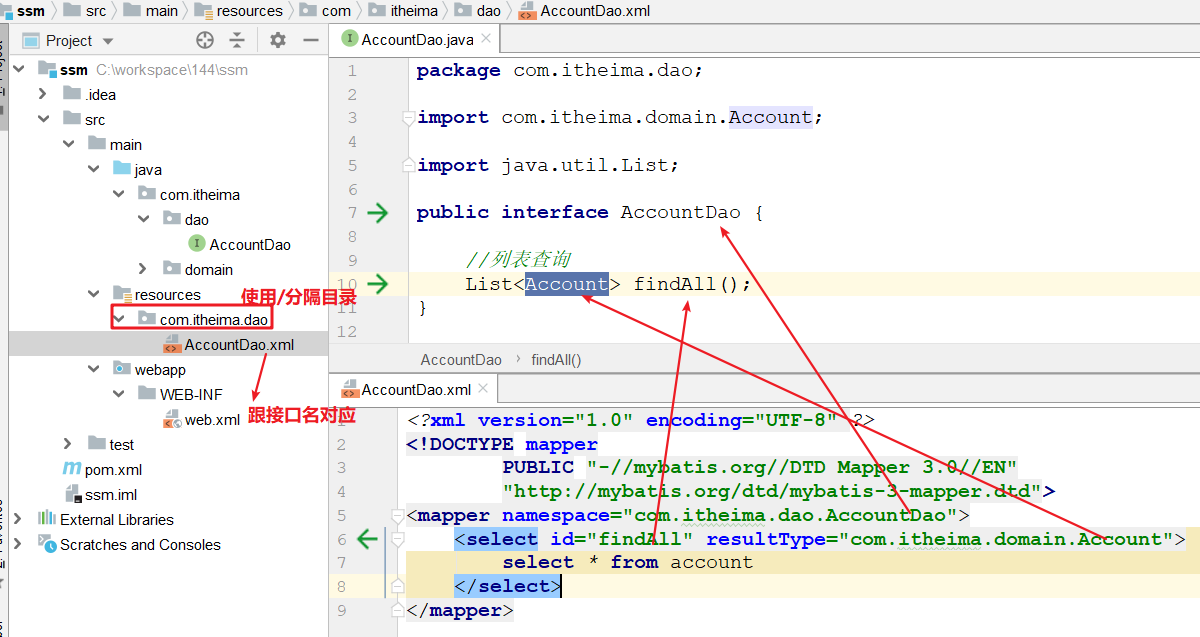 ssm src main resources com itheima dao AccountDao.xml
Project
ssm C:\workspace\144\ssm
.idea
src
main
java
com.itheima
dao
AccountDao
domain
resources
使用/分隔目录
com.itheima.dao
AccountDao.xml
webapp
WEB-INF
web.xml
跟接口名对应
test
pom.xml
ssm.iml
External Libraries
Scratches and Consoles
AccountDao.java
1 package com.itheima.dao;
2
3 import com.itheima.domain.Account;
4
5 import java.util.List;
6
7 public interface AccountDao {
8
9 //列表查询
10 List<Account> findAll();
11 }
12
AccountDao findAll()
AccountDao.xml
1 <?xml version="1.0" encoding="UTF-8" ?>
2 <!DOCTYPE mapper
3 PUBLIC "-//mybatis.org//DTD Mapper 3.0//EN"
4 "http://mybatis.org/dtd/mybatis-3-mapper.dtd">
5 <mapper namespace="com.itheima.dao.AccountDao">
6 <select id="findAll" resultType="com.itheima.domain.Account">
7 select * from account
8 </select>
9 </mapper>